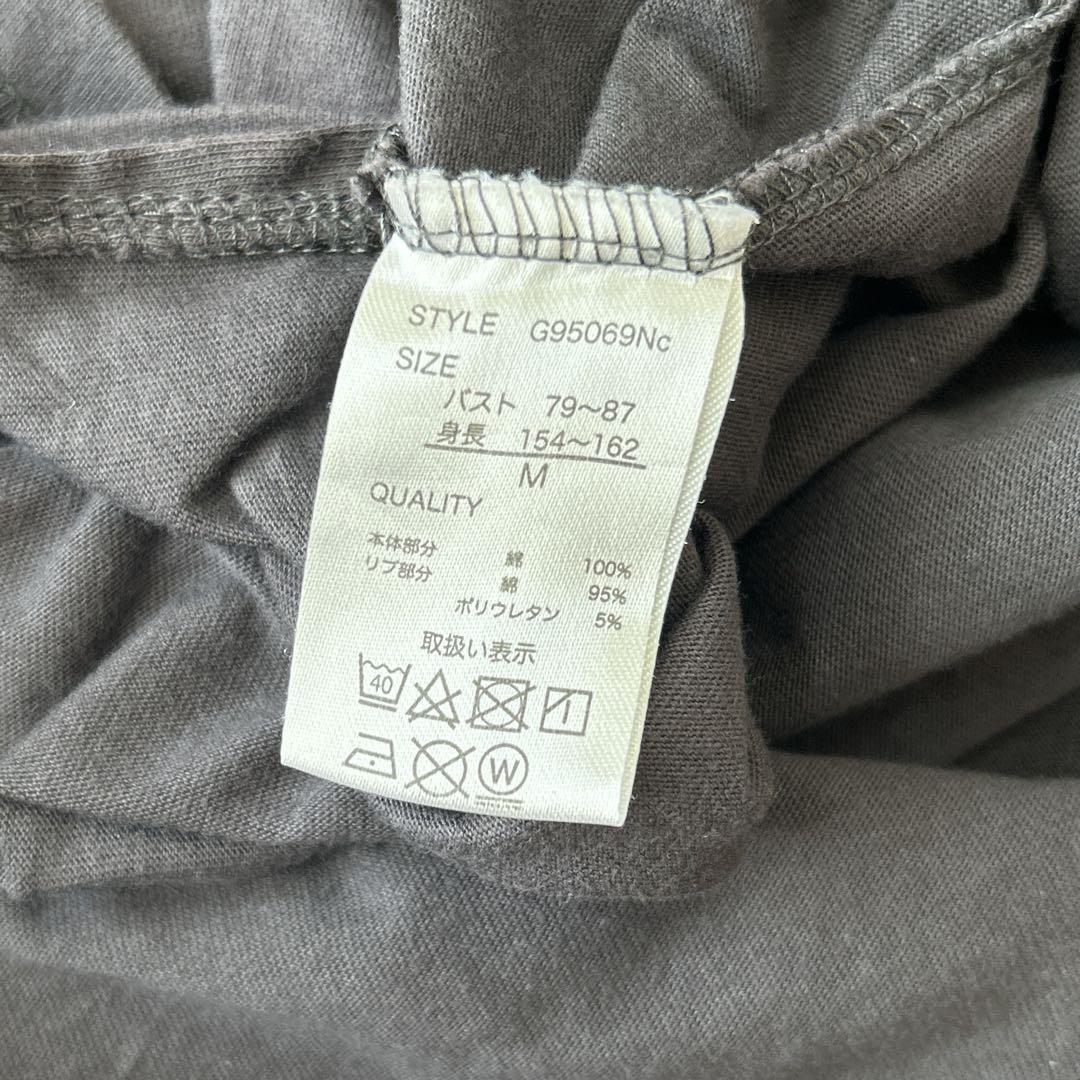 STYLE G95069Nc
SIZE
バスト 79〜87
身長 154〜162
M
QUALITY
本体部分 綿 100%
リブ部分 綿 95%
ポリウレタン 5%
取扱い表示
40
W